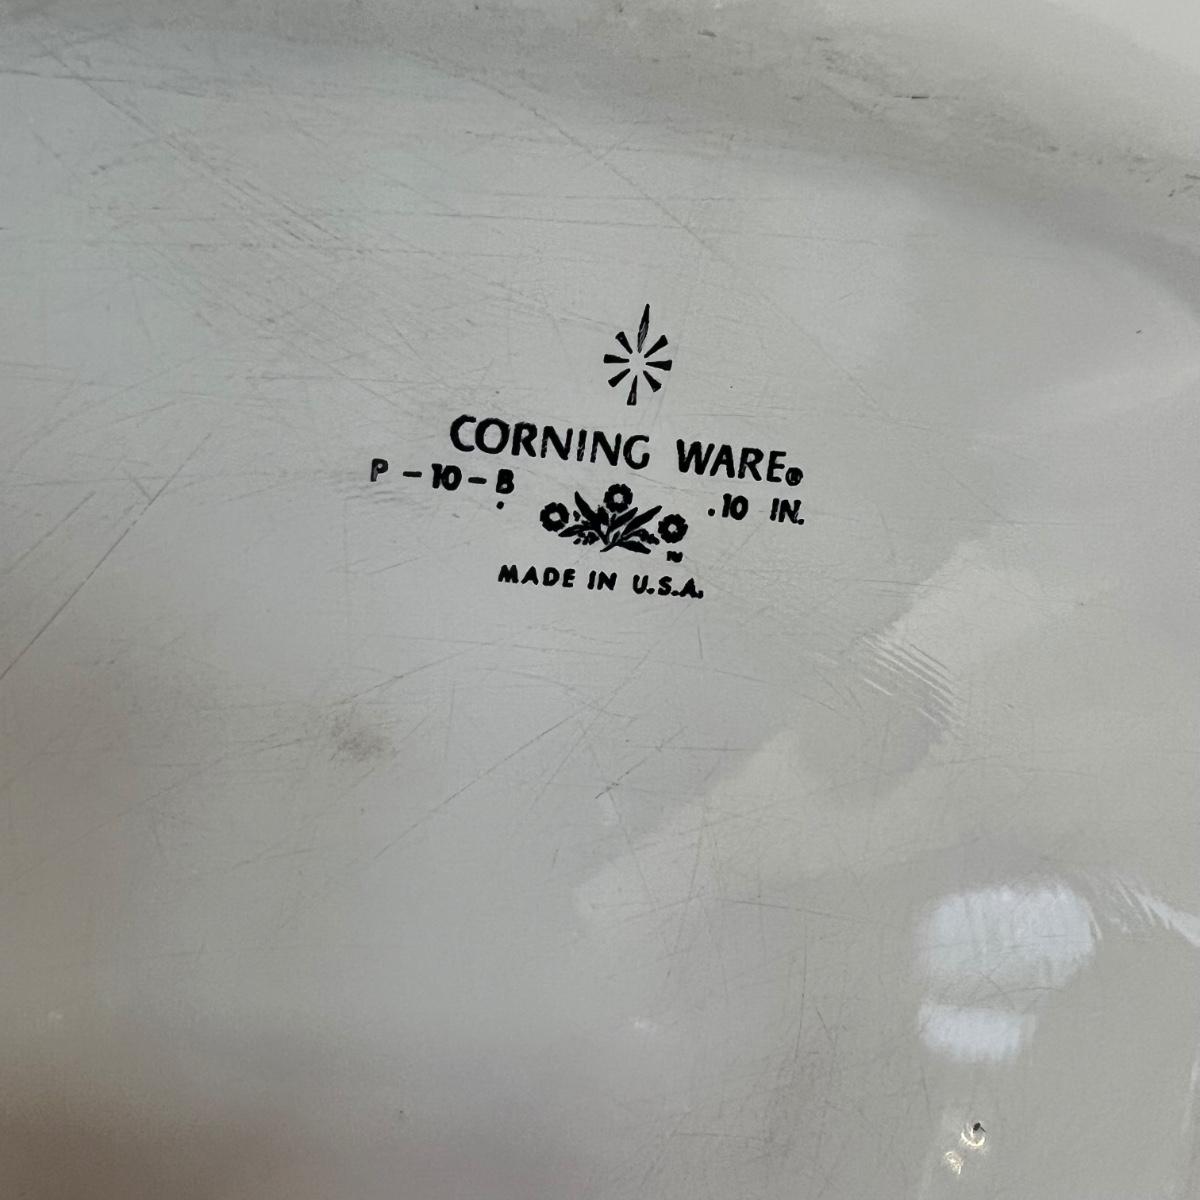 CORNING WARE®
P-10-B .10 IN.
MADE IN U.S.A.